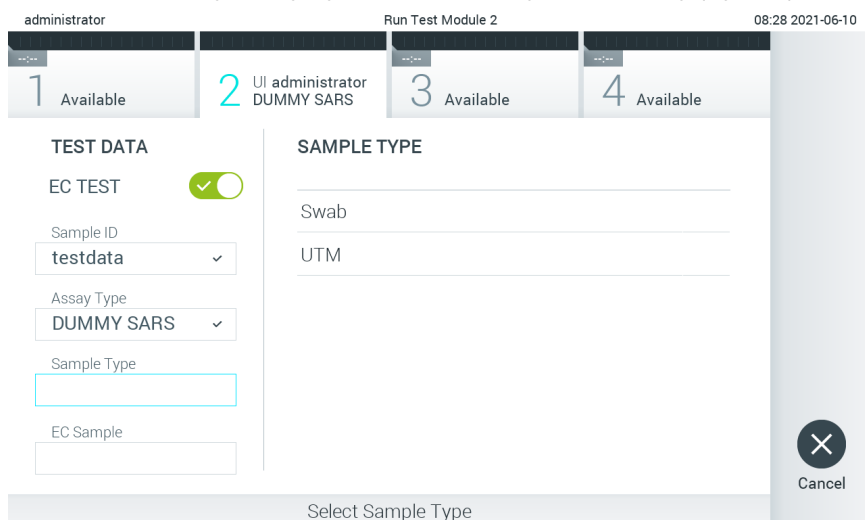 administrator Run Test Module 2 08:28 2021-06-10
--:-- --:-- --:--
1 Available 2 UI administrator 3 Available 4 Available
DUMMY SARS
TEST DATA SAMPLE TYPE
EC TEST
Swab
Sample ID
testdata
UTM
Assay Type
DUMMY SARS
Sample Type
EC Sample
Cancel
Select Sample Type